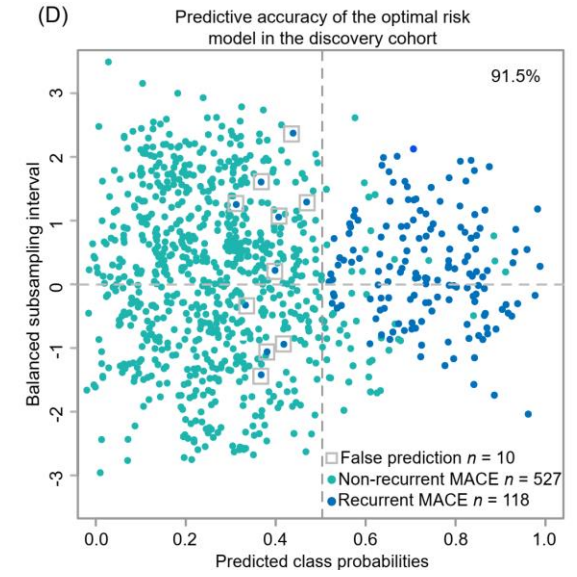 (D)
Predictive accuracy of the optimal risk
model in the discovery cohort
91.5%
Balanced subsampling interval
3
2
1
0
-1
-2
-3
False prediction n = 10
Non-recurrent MACE n = 527
Recurrent MACE n = 118
0.0 0.2 0.4 0.6 0.8 1.0
Predicted class probabilities